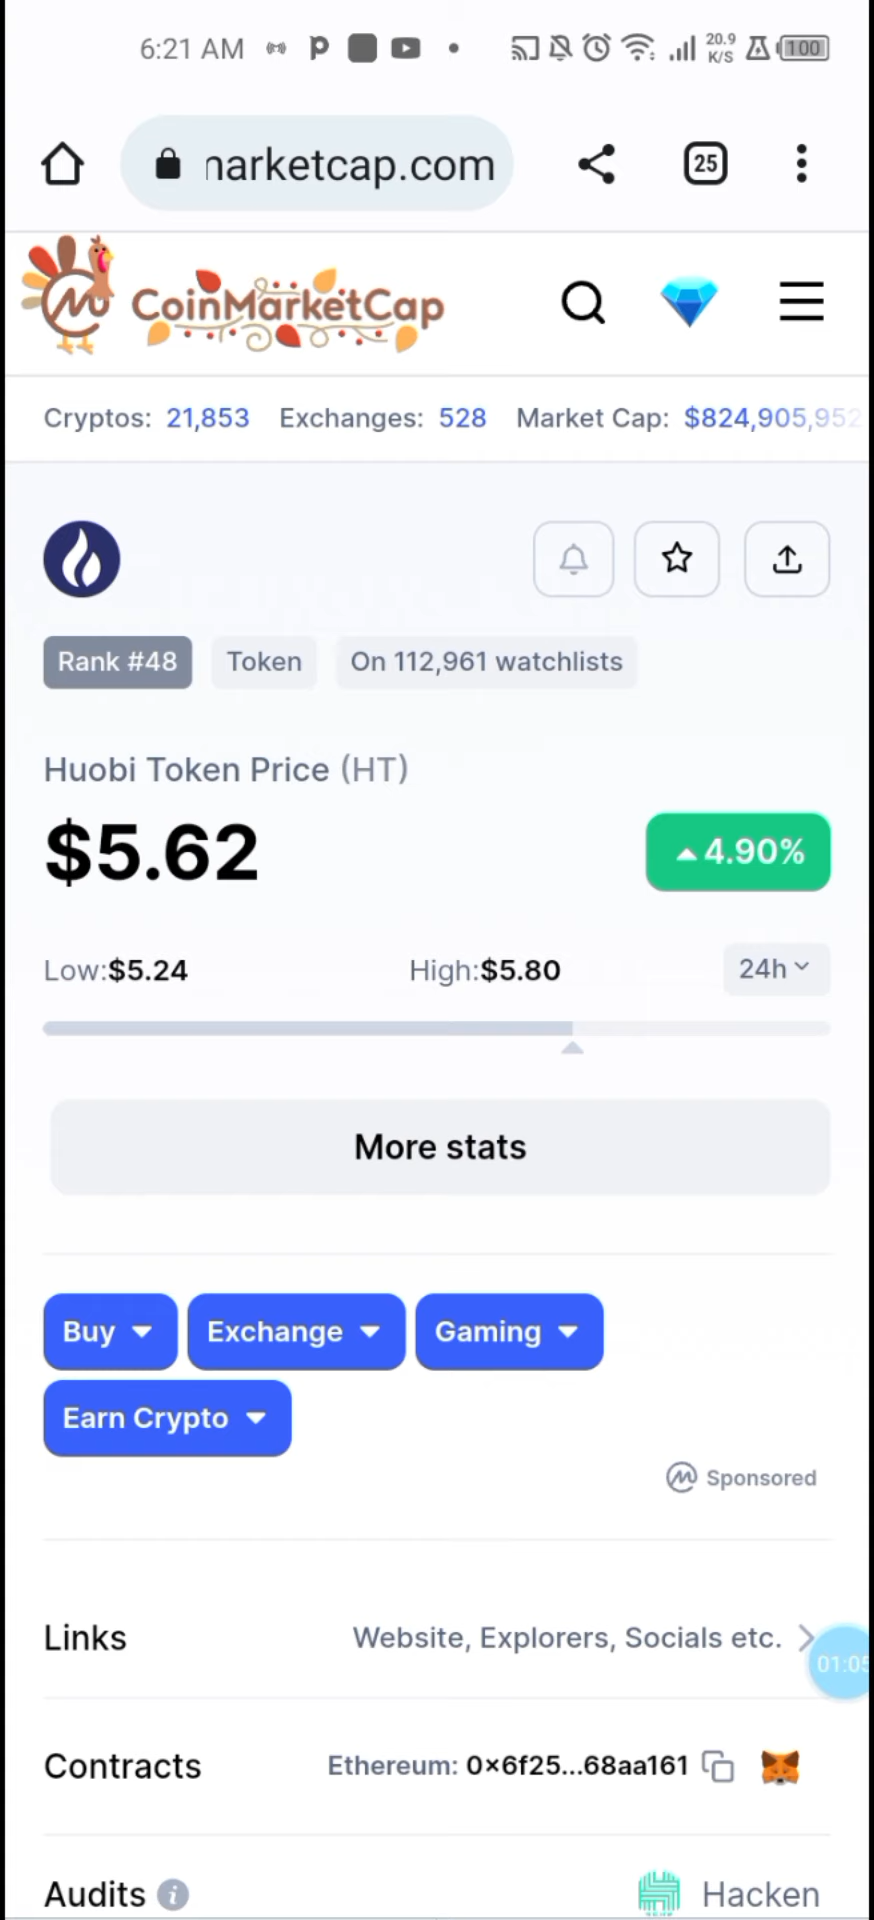 6:21 AM 20.9 K/S 100
narketcap.com 25
CoinMarketCap
Cryptos: 21,853 Exchanges: 528 Market Cap: $824,905,952
Rank #48 Token On 112,961 watchlists
Huobi Token Price (HT)
$5.62 4.90%
Low:$5.24 High:$5.80 24h
More stats
Buy Exchange Gaming
Earn Crypto
Sponsored
Links Website, Explorers, Socials etc.
01:05
Contracts Ethereum: 0×6f25...68aa161
Audits Hacken